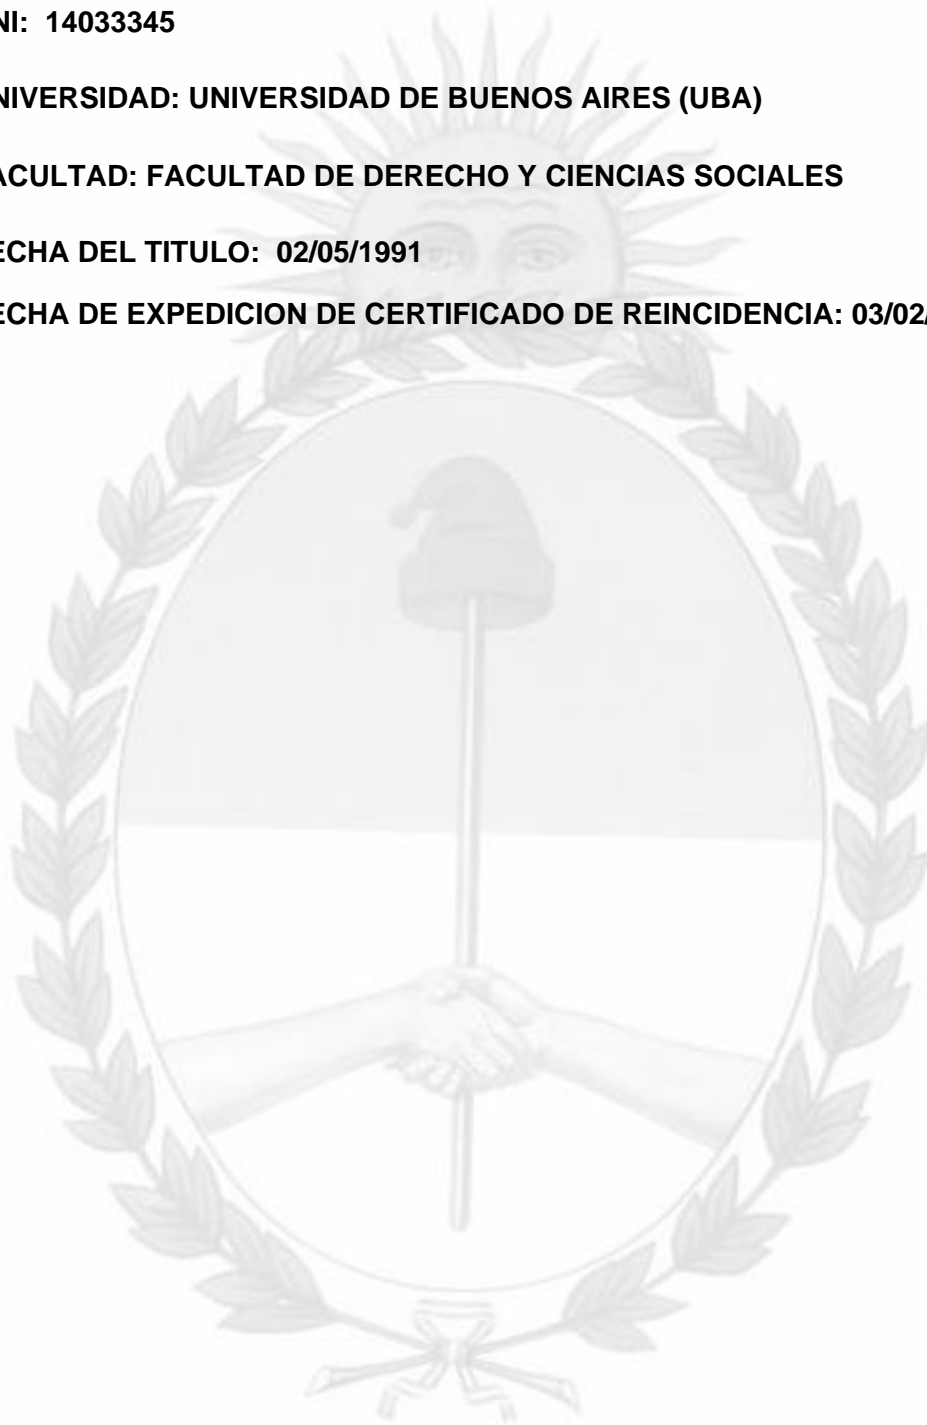 NI: 14033345
NIVERSIDAD: UNIVERSIDAD DE BUENOS AIRES (UBA)
ACULTAD: FACULTAD DE DERECHO Y CIENCIAS SOCIALES
ECHA DEL TITULO: 02/05/1991
ECHA DE EXPEDICION DE CERTIFICADO DE REINCIDENCIA: 03/02/